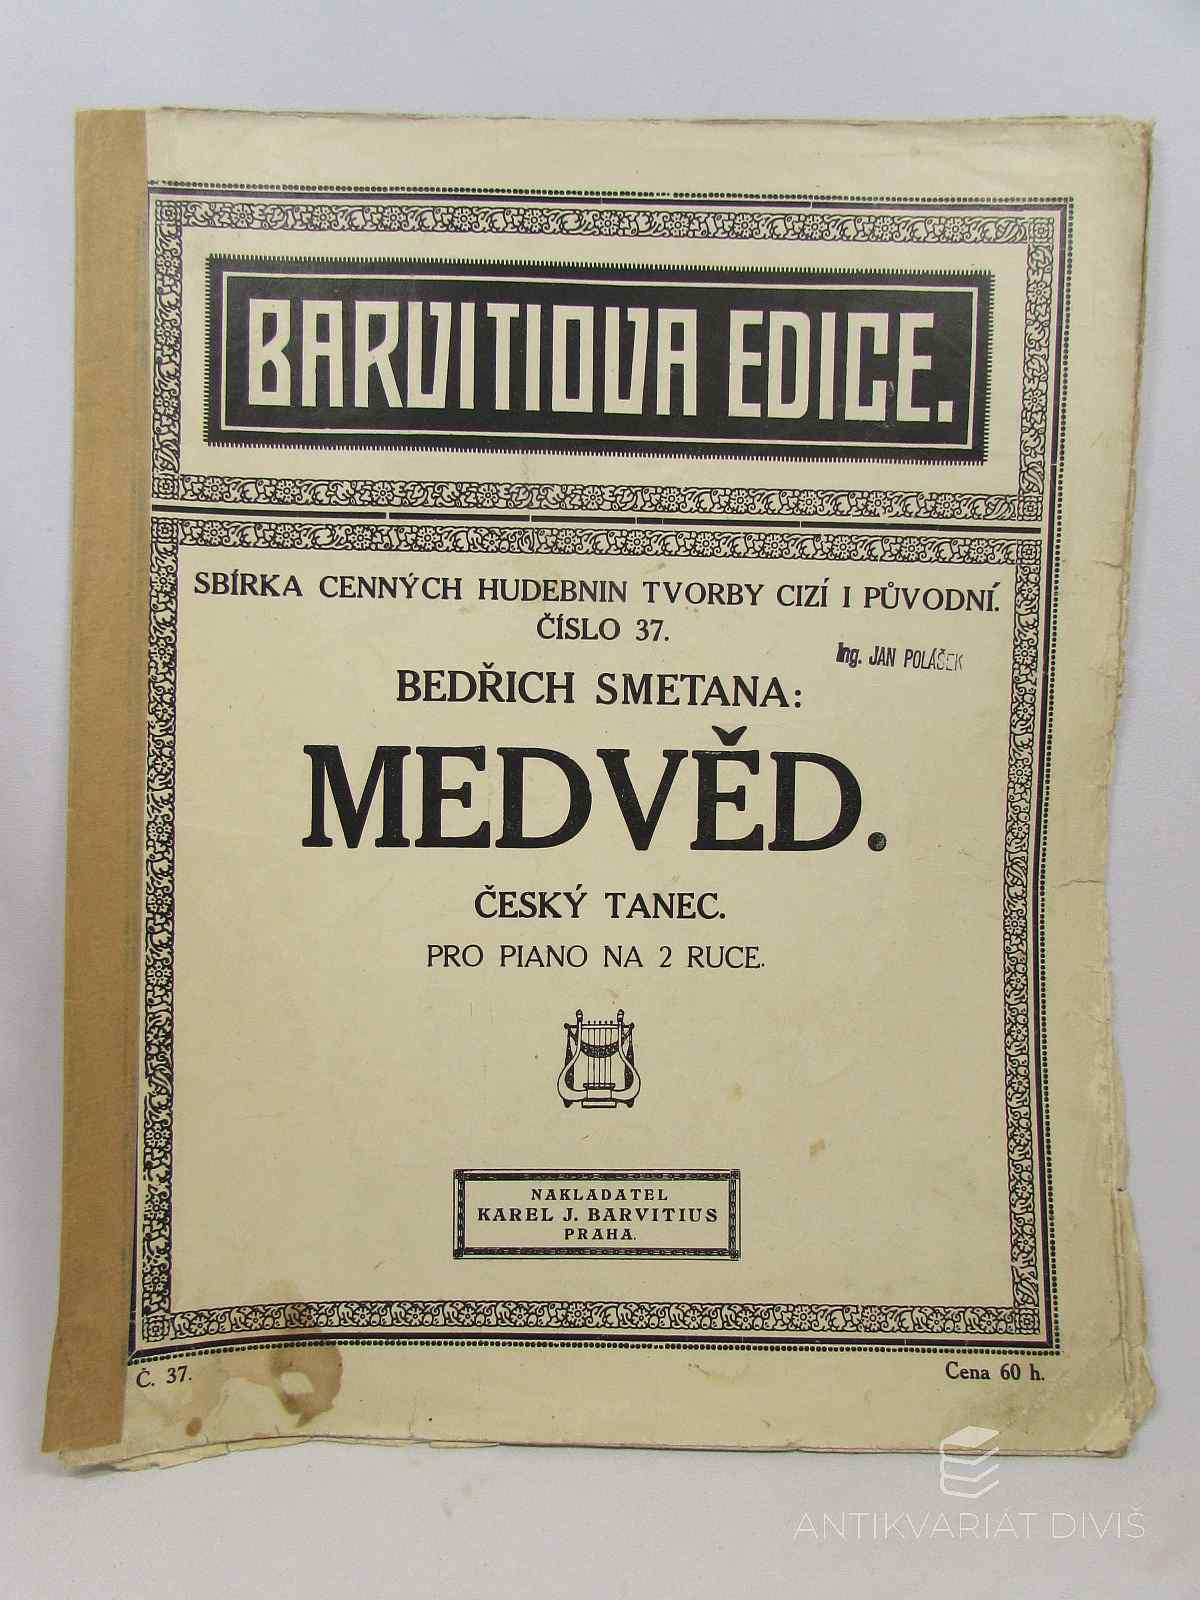 BARVITIOVA EDICE.
SBÍRKA CENNÝCH HUDEBNIN TVORBY CIZÍ I PŮVODNÍ.
ČÍSLO 37.
Ing. JAN POLÁŠEK
BEDŘICH SMETANA:
MEDVĚD.
ČESKÝ TANEC.
PRO PIANO NA 2 RUCE.
NAKLADATEL
KAREL J. BARVITIUS
PRAHA.
Č. 37.
Cena 60 h.
ANTIKVARIÁT DIVIŠ